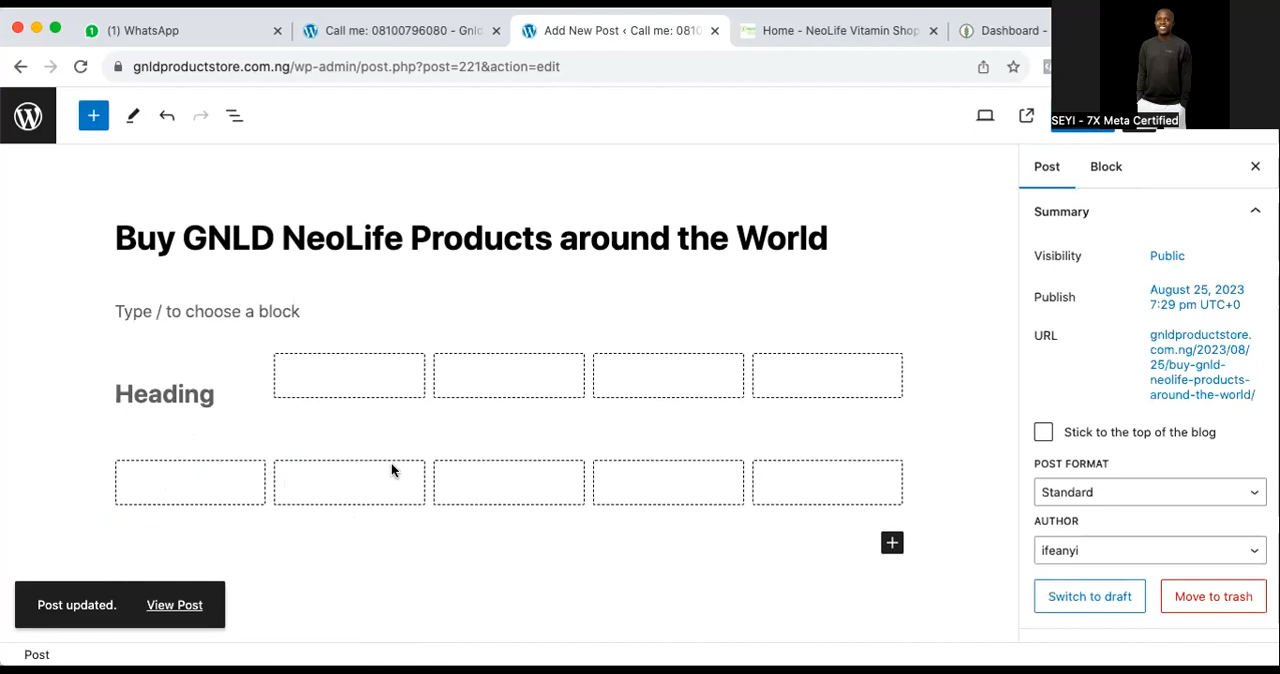 (1) WhatsApp
Call me: 08100796080 - Gnld
Add New Post ‹ Call me: 0810
Home - NeoLife Vitamin Shop
Dashboard -
gnldproductstore.com.ng/wp-admin/post.php?post=221&action=edit
SEYI - 7X Meta Certified
Post
Block
Buy GNLD NeoLife Products around the World
Type / to choose a block
Heading
Summary
Visibility
Public
Publish
August 25, 2023
7:29 pm UTC+0
URL
gnldproductstore.
com.ng/2023/08/
25/buy-gnld-
neolife-products-
around-the-world/
Stick to the top of the blog
POST FORMAT
Standard
AUTHOR
ifeanyi
Switch to draft
Move to trash
Post updated.
View Post
Post